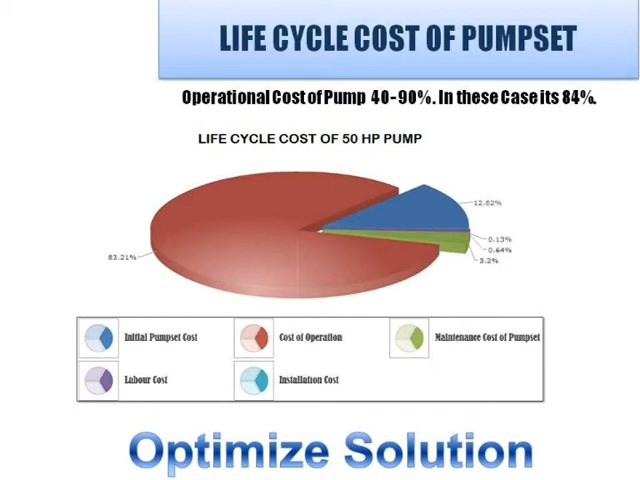 LIFE CYCLE COST OF PUMPSET
Operational Cost of Pump 40-90%. In these Case its 84%.
LIFE CYCLE COST OF 50 HP PUMP
12.82%
0.13%
0.64%
83.21%
3.2%
Initial Pumpset Cost Cost of Operation Maintenance Cost of Pumpset
Labour Cost Installation Cost
Optimize Solution